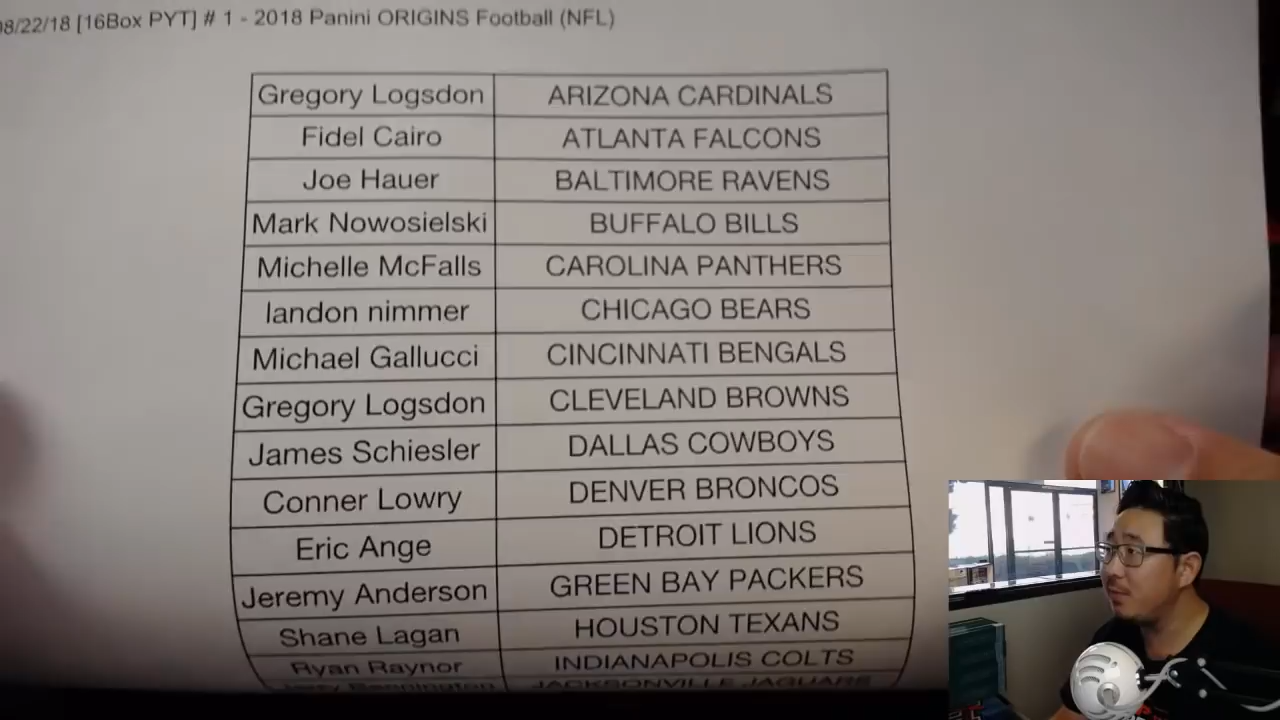 08/22/18 [16Box PYT] # 1 - 2018 Panini ORIGINS Football (NFL)
Gregory Logsdon ARIZONA CARDINALS
Fidel Cairo ATLANTA FALCONS
Joe Hauer BALTIMORE RAVENS
Mark Nowosielski BUFFALO BILLS
Michelle McFalls CAROLINA PANTHERS
landon nimmer CHICAGO BEARS
Michael Gallucci CINCINNATI BENGALS
Gregory Logsdon CLEVELAND BROWNS
James Schiesler DALLAS COWBOYS
Conner Lowry DENVER BRONCOS
Eric Ange DETROIT LIONS
Jeremy Anderson GREEN BAY PACKERS
Shane Lagan HOUSTON TEXANS
Ryan Raynor INDIANAPOLIS COLTS
JACKSONVILLE JAGUARS